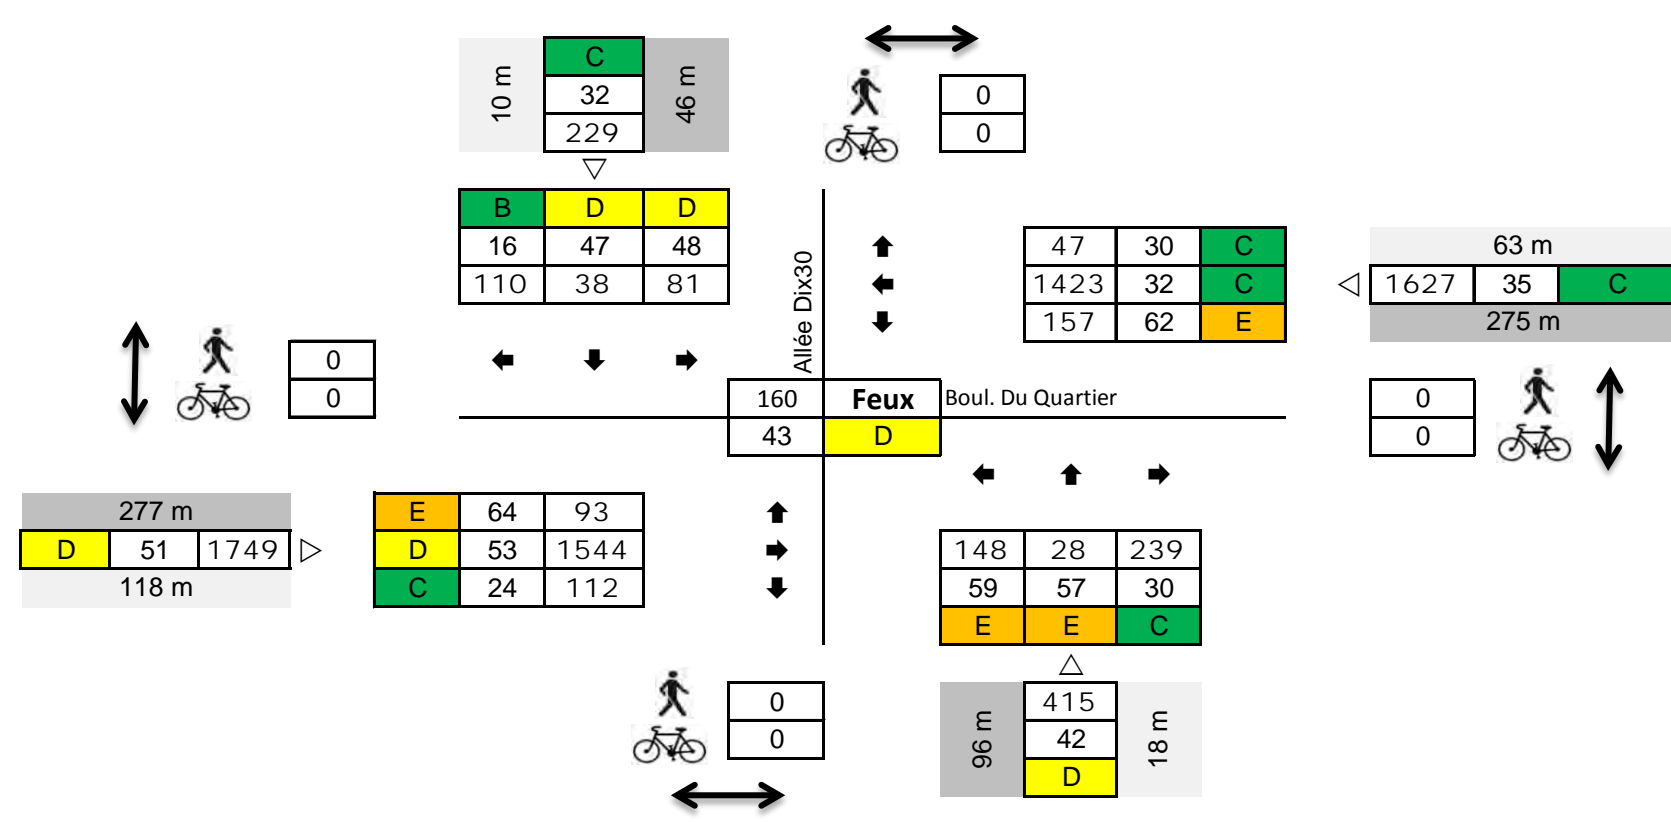 10 m C 46 m
32
229
0
0
B D D
16 47 48
110 38 81
Allée Dix30
47 30 C
1423 32 C
157 62 E
63 m
1627 35 C
275 m
0
0
160 Feux Boul. Du Quartier
43 D
0
0
277 m
D 51 1749
118 m
E 64 93
D 53 1544
C 24 112
148 28 239
59 57 30
E E C
0
0
96 m 415 18 m
42
D